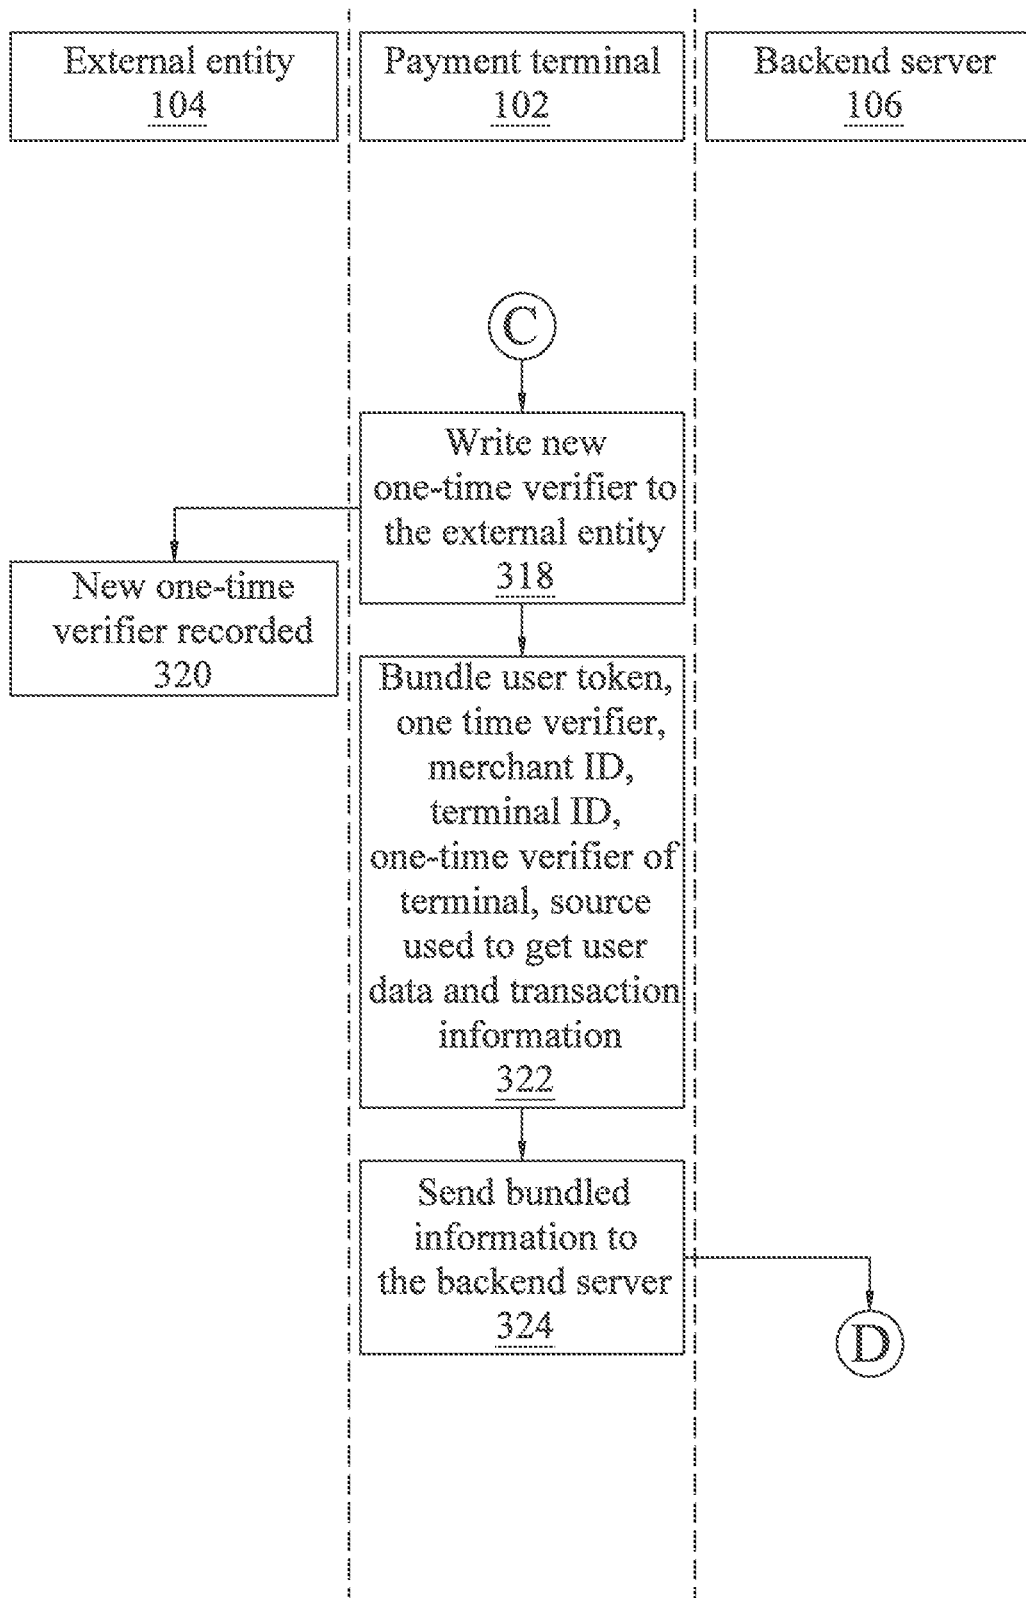 External entity
104
Payment terminal
102
Backend server
106
C
Write new
one-time verifier to
the external entity
318
New one-time
verifier recorded
320
Bundle user token,
one time verifier,
merchant ID,
terminal ID,
one-time verifier of
terminal, source
used to get user
data and transaction
information
322
Send bundled
information to
the backend server
324
D